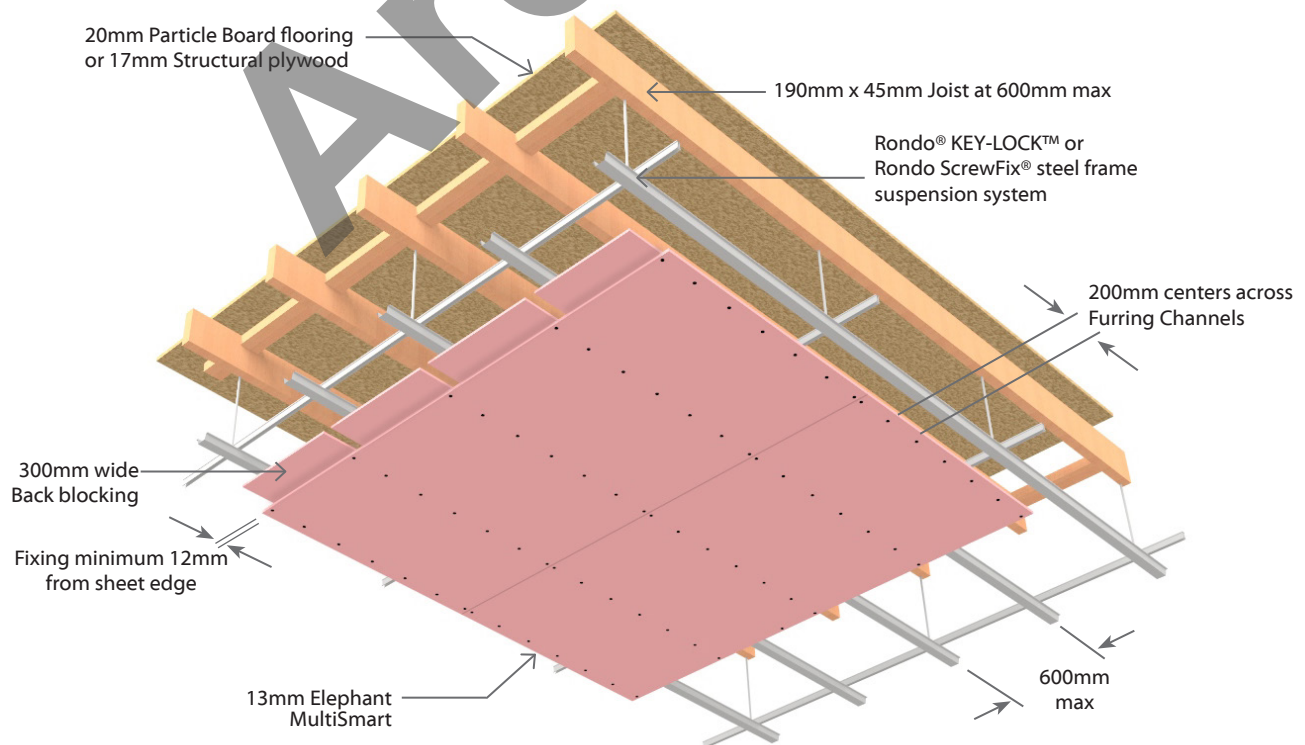 20mm Particle Board flooring
or 17mm Structural plywood
190mm x 45mm Joist at 600mm max
Rondo® KEY-LOCK™ or
Rondo ScrewFix® steel frame
suspension system
200mm centers across
Furring Channels
300mm wide
Back blocking
Fixing minimum 12mm
from sheet edge
13mm Elephant
MultiSmart
600mm
max